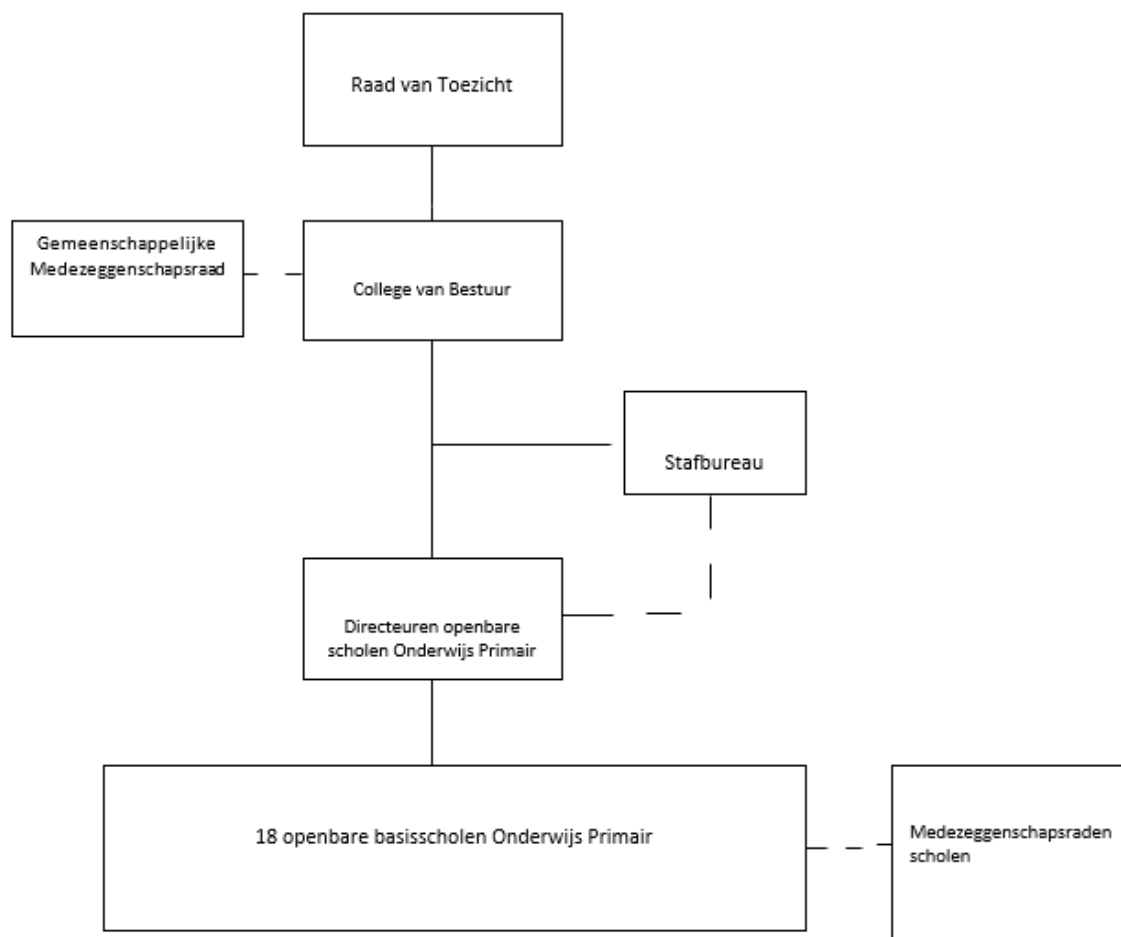 Raad van Toezicht
Gemeenschappelijke
Medezeggenschapsraad
College van Bestuur
Stafbureau
Directeuren openbare
scholen Onderwijs Primair
18 openbare basisscholen Onderwijs Primair
Medezeggenschapsraden
scholen